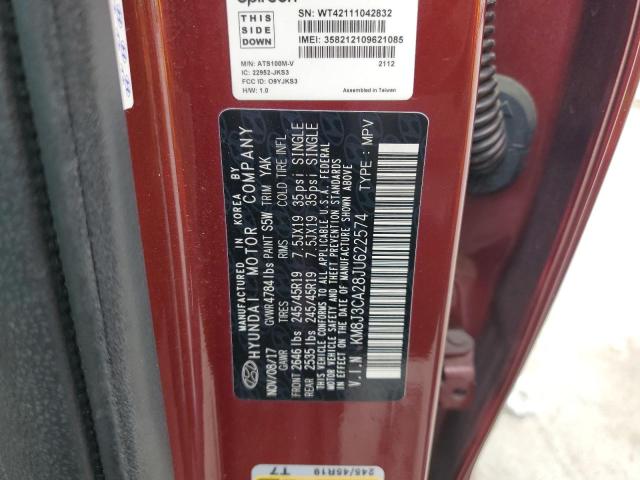 Spireon
THIS
SIDE
DOWN
SN: WT42111042832
IMEI: 358212109621085
M/N: ATS100M-V
2112
IC: 22952-JKS3
FCC ID: O9YJKS3
H/W: 1.0
Assembled in Taiwan
MANUFACTURED IN KOREA BY
HYUNDAI MOTOR COMPANY
NOV/08/17 GVWR 4784 lbs PAINT S5W TRIM YAK
GAWR TIRES RIMS COLD TIRE INFL
FRONT 2646 lbs 245/45R19 7.5JX19 35psi SINGLE
REAR 2535 lbs 245/45R19 7.5JX19 35psi SINGLE
THIS VEHICLE CONFORMS TO ALL APPLICABLE U.S.A. FEDERAL
MOTOR VEHICLE SAFETY AND THEFT PREVENTION STANDARDS
IN EFFECT ON THE DATE OF MANUFACTURE SHOWN ABOVE
V.I.N KM8J3CA28JU622574 TYPE : MPV
T7
245/45R19